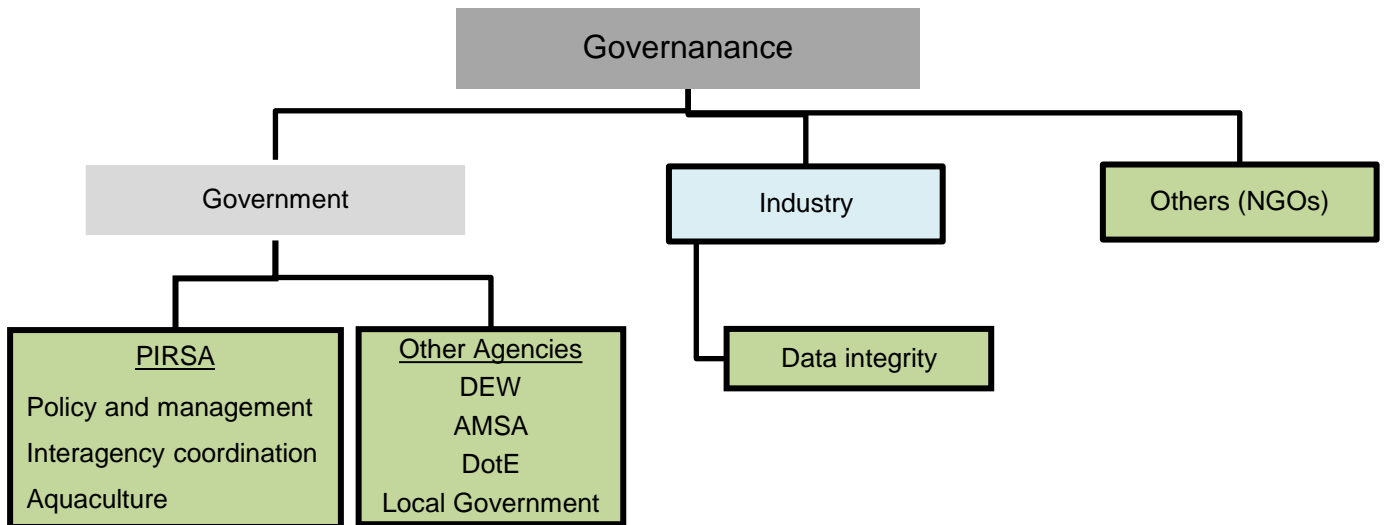 Governanance
Government
Industry
Others (NGOs)
PIRSA
Policy and management
Interagency coordination
Aquaculture
Other Agencies
DEW
AMSA
DotE
Local Government
Data integrity